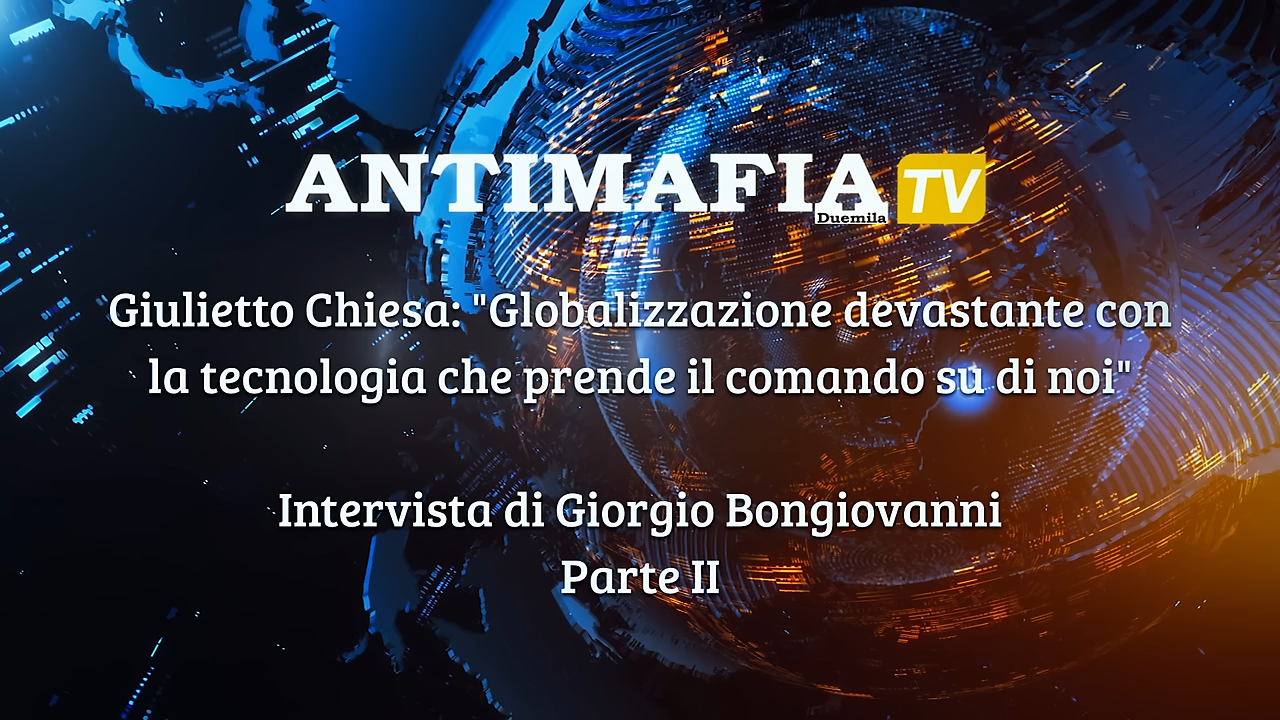 ANTIMAFIA TV
Duemila
Giulietto Chiesa: "Globalizzazione devastante con
la tecnologia che prende il comando su di noi"
Intervista di Giorgio Bongiovanni
Parte II